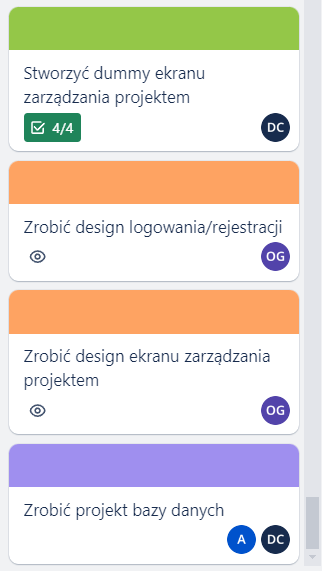 Stworzyć dummy ekranu
zarządzania projektem
4/4 DC
Zrobić design logowania/rejestracji
OG
Zrobić design ekranu zarządzania
projektem
OG
Zrobić projekt bazy danych
A DC